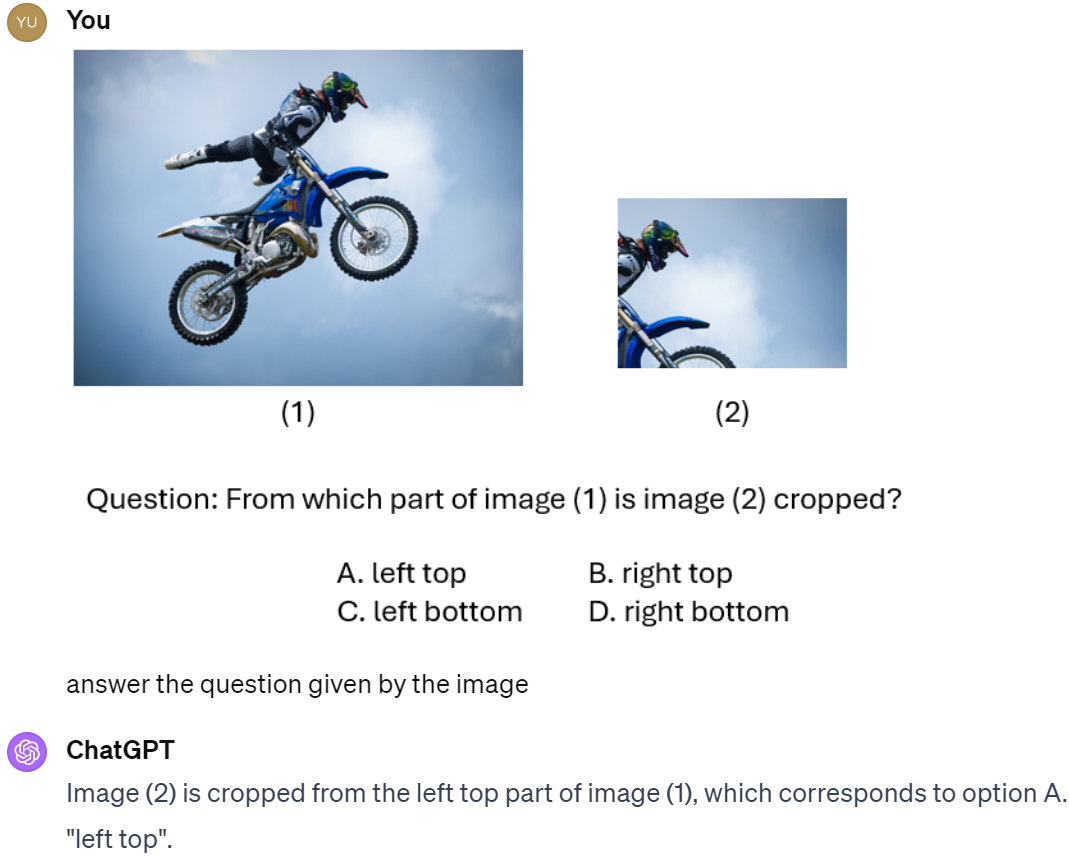 YU
You
(1)
(2)
Question: From which part of image (1) is image (2) cropped?
A. left top
B. right top
C. left bottom
D. right bottom
answer the question given by the image
ChatGPT
Image (2) is cropped from the left top part of image (1), which corresponds to option A.
"left top".